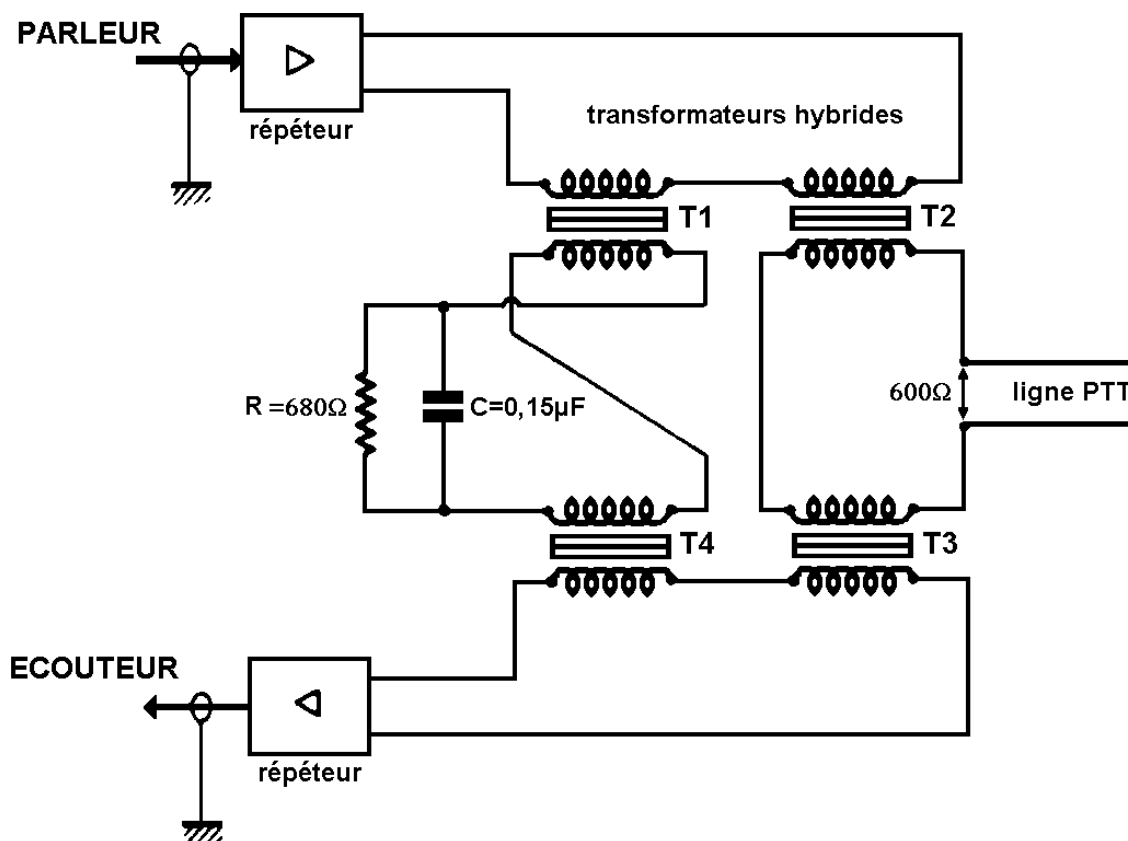 PARLEUR
répéteur
transformateurs hybrides
T1
T2
R =680Ω
C=0,15µF
600Ω
ligne PTT
T4
T3
ECOUTEUR
répéteur